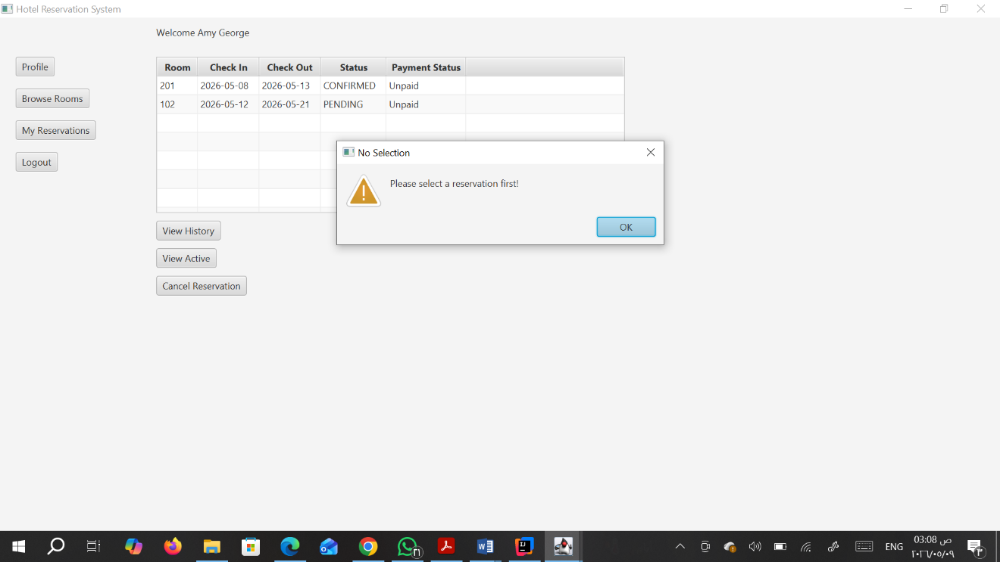 Hotel Reservation System
Welcome Amy George
Profile
Browse Rooms
My Reservations
Logout
Room Check In Check Out Status Payment Status
201 2026-05-08 2026-05-13 CONFIRMED Unpaid
102 2026-05-12 2026-05-21 PENDING Unpaid
No Selection
Please select a reservation first!
OK
View History
View Active
Cancel Reservation
ENG
03:08 ص
٢٠٢٦/٠٥/٠٩
٣